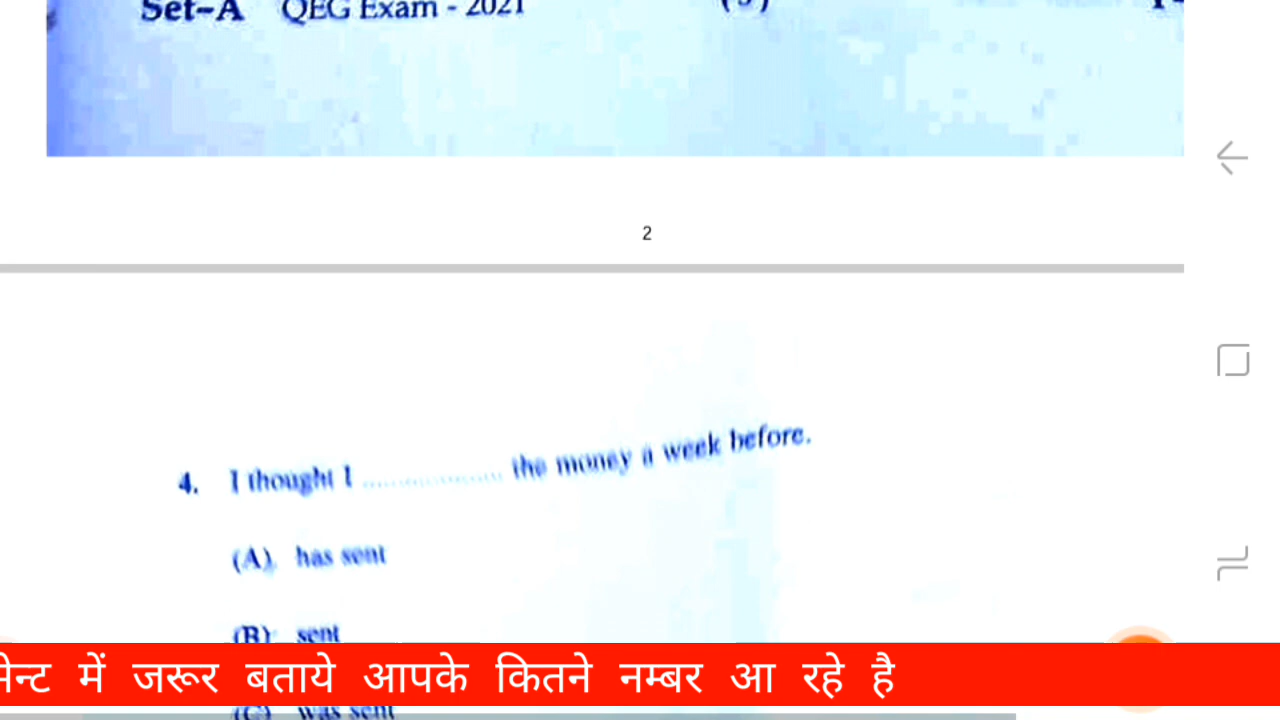 Set-A QEG Exam - 2021
2
4. I thought I .................. the money a week before.
(A) has sent
(B) sent
(C) was sent
में जरूर बताये आपके कितने नम्बर आ रहे है